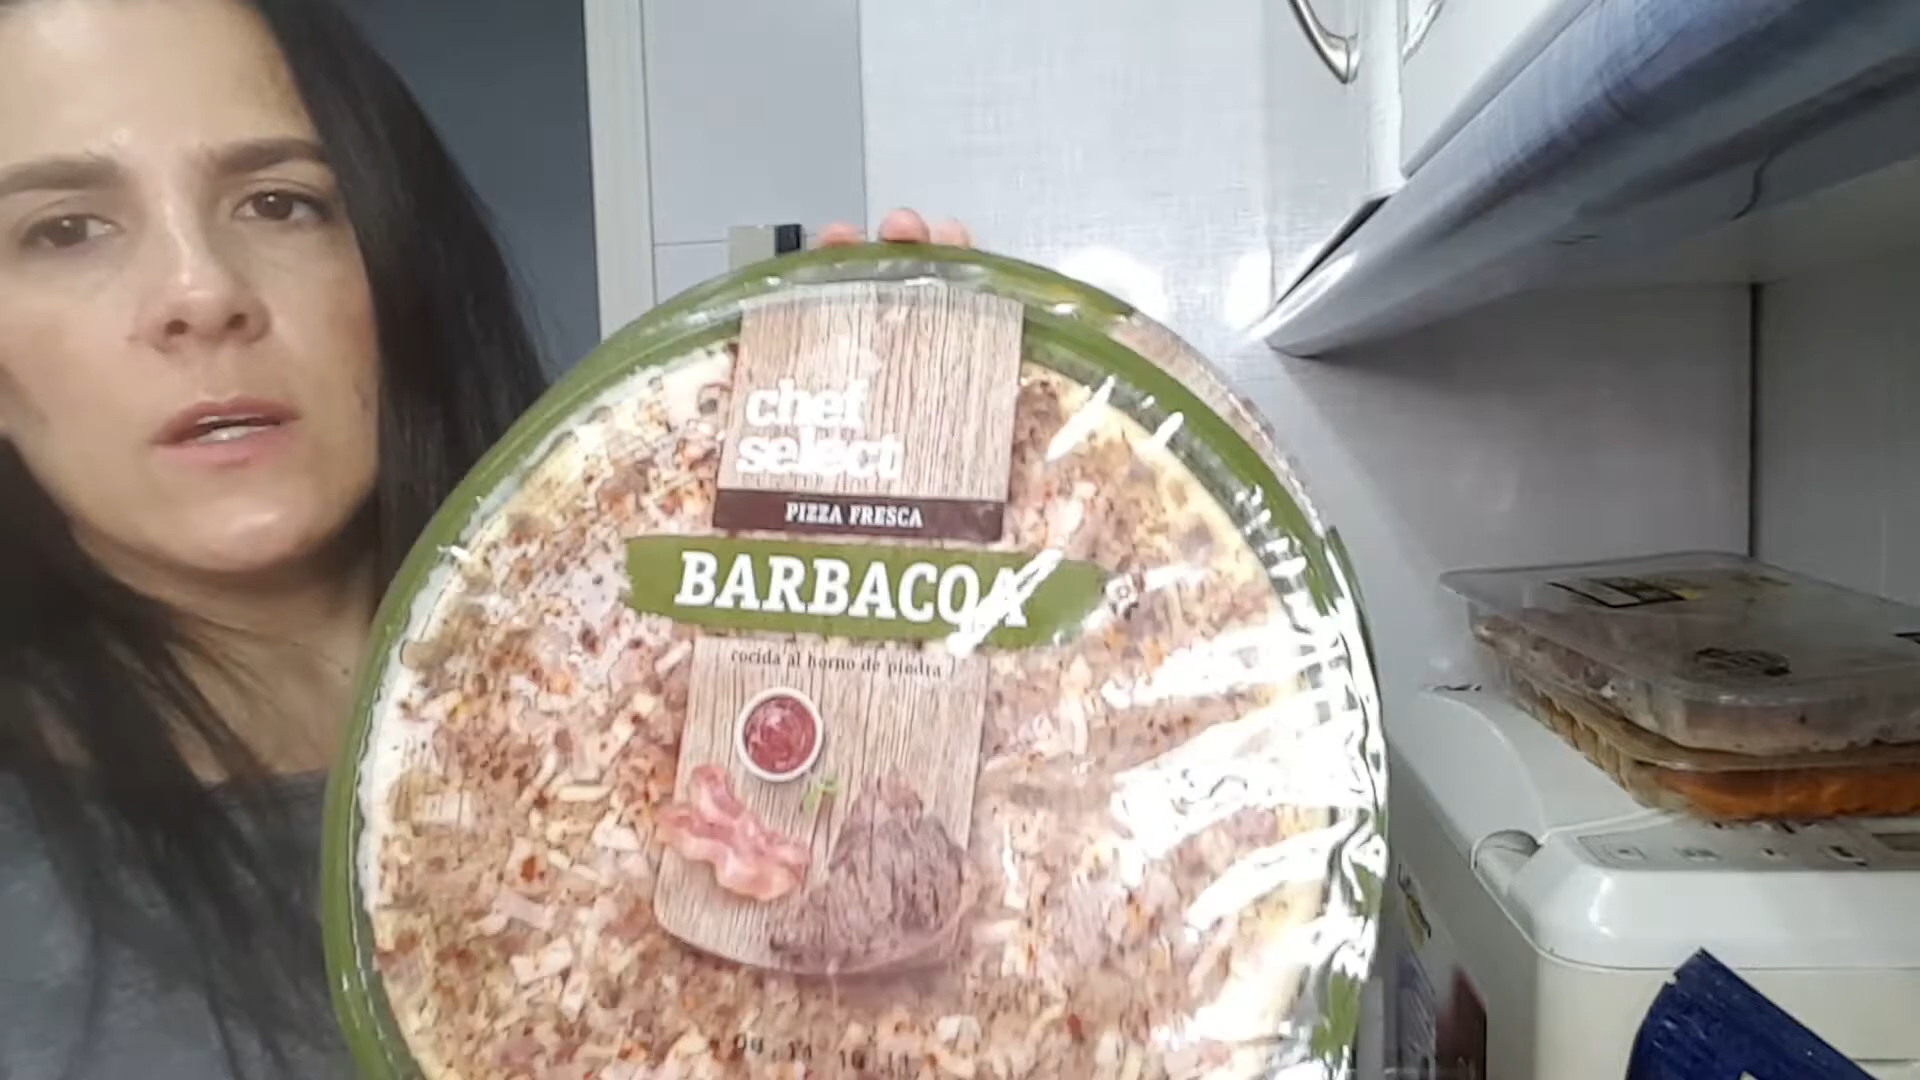 chef
select
PIZZA FRESCA
BARBACOA
cocida al horno de piedra